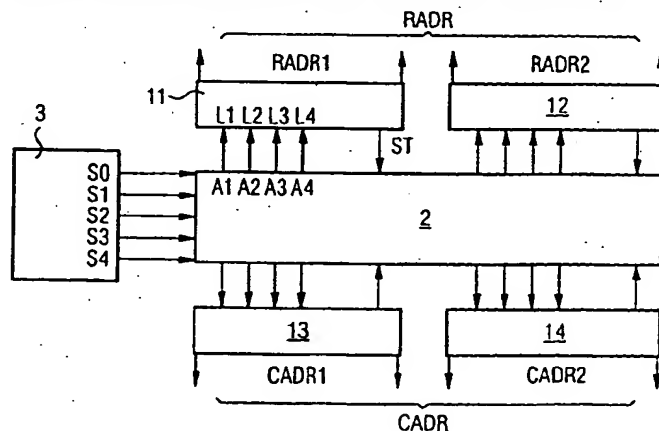 RADR
RADR1
RADR2
11
L1 L2 L3 L4
12
3
ST
S0
S1
S2
S3
S4
A1 A2 A3 A4
2
13
14
CADR1
CADR2
CADR